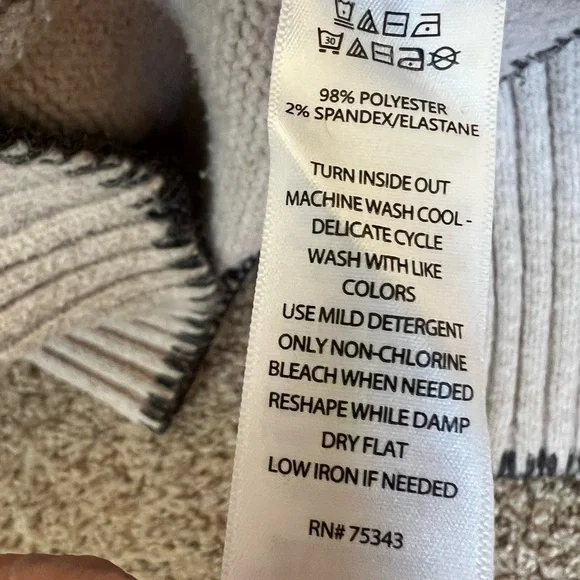 30
98% POLYESTER
2% SPANDEX/ELASTANE
TURN INSIDE OUT
MACHINE WASH COOL -
DELICATE CYCLE
WASH WITH LIKE
COLORS
USE MILD DETERGENT
ONLY NON-CHLORINE
BLEACH WHEN NEEDED
RESHAPE WHILE DAMP
DRY FLAT
LOW IRON IF NEEDED
RN# 75343